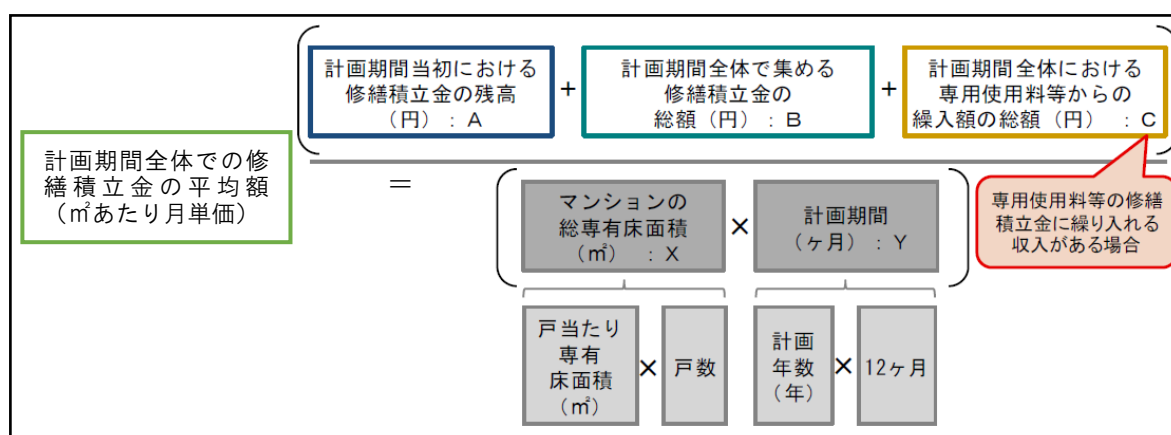 計画期間全体での修
繕積立金の平均額
（㎡あたり月単価）
＝
計画期間当初における
修繕積立金の残高
（円）：Ａ
＋
計画期間全体で集める
修繕積立金の
総額（円）：Ｂ
＋
計画期間全体における
専用使用料等からの
繰入額の総額（円）　：Ｃ
専用使用料等の修繕
積立金に繰り入れる
収入がある場合
マンションの
総専有床面積
（㎡）　：Ｘ
×
計画期間
（ヶ月）：Ｙ
戸当たり
専有
床面積
（㎡）
×
戸数
計画
年数
（年）
×
12ヶ月